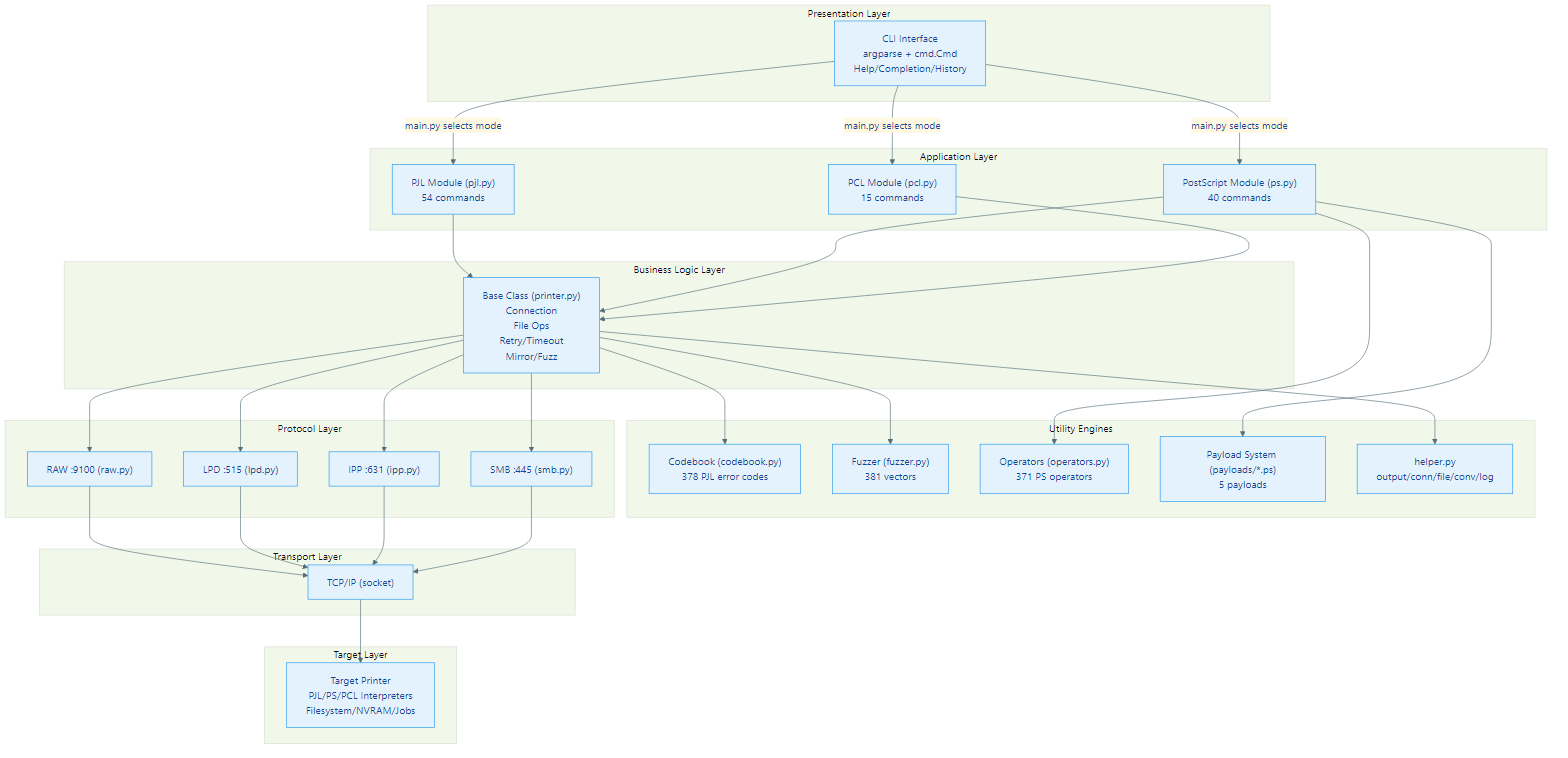 Presentation Layer
CLI Interface
argparse + cmd.Cmd
Help/Completion/History
main.py selects mode
main.py selects mode
main.py selects mode
Application Layer
PJL Module (pjl.py)
54 commands
PCL Module (pcl.py)
15 commands
PostScript Module (ps.py)
40 commands
Business Logic Layer
Base Class (printer.py)
Connection
File Ops
Retry/Timeout
Mirror/Fuzz
Protocol Layer
RAW :9100 (raw.py)
LPD :515 (lpd.py)
IPP :631 (ipp.py)
SMB :445 (smb.py)
Utility Engines
Codebook (codebook.py)
378 PJL error codes
Fuzzer (fuzzer.py)
381 vectors
Operators (operators.py)
371 PS operators
Payload System
(payloads/*.ps)
5 payloads
helper.py
output/conn/file/conv/log
Transport Layer
TCP/IP (socket)
Target Layer
Target Printer
PJL/PS/PCL Interpreters
Filesystem/NVRAM/Jobs